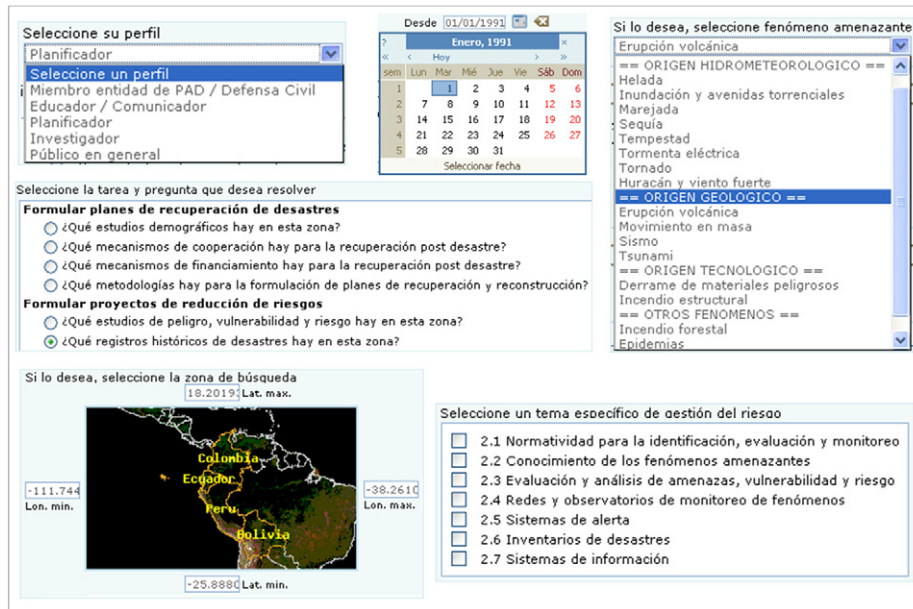 Seleccione su perfil
Planificador
Seleccione un perfil
Miembro entidad de PAD / Defensa Civil
Educador / Comunicador
Planificador
Investigador
Público en general
Desde 01/01/1991
? Enero, 1991 ×
« ‹ Hoy › »
sem Lun Mar Mié Jue Vie Sáb Dom
1 1 2 3 4 5 6
2 7 8 9 10 11 12 13
3 14 15 16 17 18 19 20
4 21 22 23 24 25 26 27
5 28 29 30 31
Seleccionar fecha
Si lo desea, seleccione fenómeno amenazante
Erupción volcánica
== ORIGEN HIDROMETEOROLOGICO ==
Helada
Inundación y avenidas torrenciales
Marejada
Sequía
Tempestad
Tormenta eléctrica
Tornado
Huracán y viento fuerte
== ORIGEN GEOLOGICO ==
Erupción volcánica
Movimiento en masa
Sismo
Tsunami
== ORIGEN TECNOLOGICO ==
Derrame de materiales peligrosos
Incendio estructural
== OTROS FENOMENOS ==
Incendio forestal
Epidemias
Seleccione la tarea y pregunta que desea resolver
Formular planes de recuperación de desastres
¿Qué estudios demográficos hay en esta zona?
¿Qué mecanismos de cooperación hay para la recuperación post desastre?
¿Qué mecanismos de financiamiento hay para la recuperación post desastre?
¿Qué metodologías hay para la formulación de planes de recuperación y reconstrucción?
Formular proyectos de reducción de riesgos
¿Qué estudios de peligro, vulnerabilidad y riesgo hay en esta zona?
¿Qué registros históricos de desastres hay en esta zona?
Si lo desea, seleccione la zona de búsqueda
18.2019 Lat. max.
Colombia
Ecuador
Peru
Bolivia
-111.744
Lon. min.
-38.2610
Lon. max.
-25.8880 Lat. min.
Seleccione un tema específico de gestión del riesgo
2.1 Normatividad para la identificación, evaluación y monitoreo
2.2 Conocimiento de los fenómenos amenazantes
2.3 Evaluación y análisis de amenazas, vulnerabilidad y riesgo
2.4 Redes y observatorios de monitoreo de fenómenos
2.5 Sistemas de alerta
2.6 Inventarios de desastres
2.7 Sistemas de información